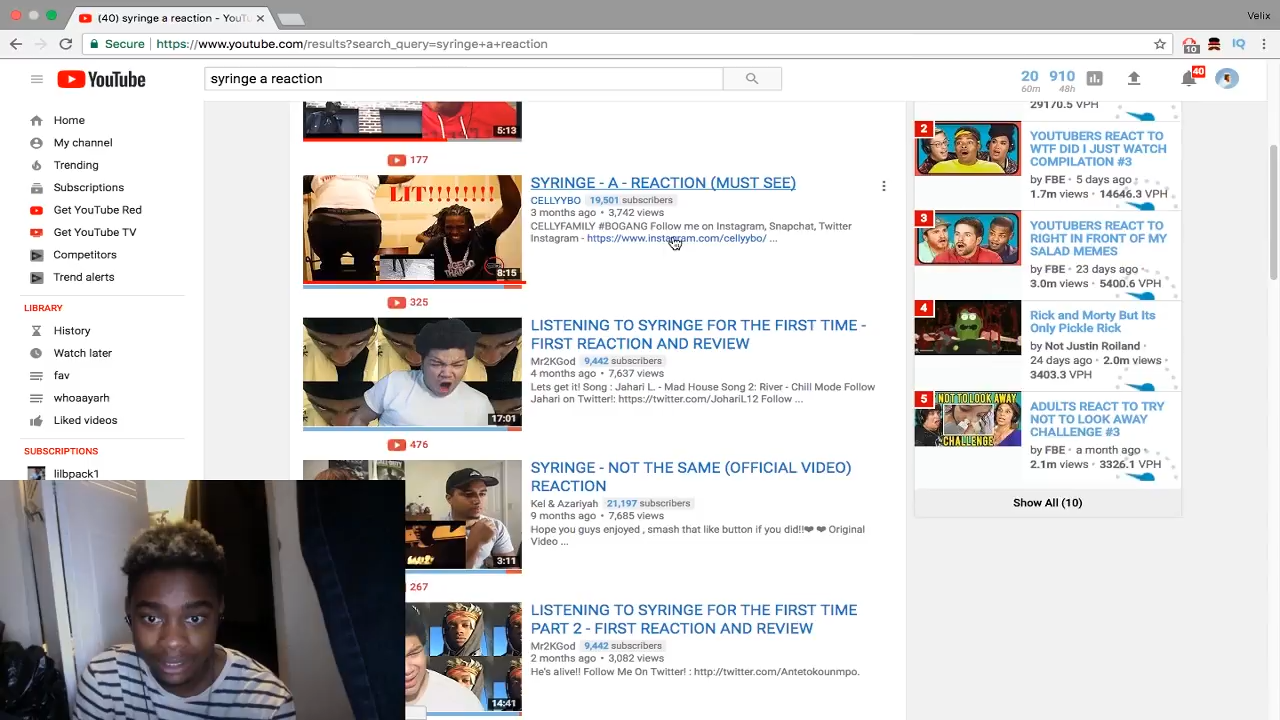 (40) syringe a reaction - YouTu
Velix
Secure
https://www.youtube.com/results?search_query=syringe+a+reaction
10
IQ
YouTube
syringe a reaction
20
60m
910
48h
40
Home
My channel
Trending
Subscriptions
Get YouTube Red
Get YouTube TV
Competitors
Trend alerts
LIBRARY
History
Watch later
fav
whoaayarh
Liked videos
SUBSCRIPTIONS
lilbpack1
5:13
177
LIT!!!!!!!
8:15
SYRINGE - A - REACTION (MUST SEE)
CELLYYBO 19,501 subscribers
3 months ago • 3,742 views
CELLYFAMILY #BOGANG Follow me on Instagram, Snapchat, Twitter
Instagram - https://www.instagram.com/cellyybo/ ...
325
17:01
LISTENING TO SYRINGE FOR THE FIRST TIME -
FIRST REACTION AND REVIEW
Mr2KGod 9,442 subscribers
4 months ago • 7,637 views
Lets get it! Song : Jahari L. - Mad House Song 2: River - Chill Mode Follow
Jahari on Twitter!: https://twitter.com/JohariL12 Follow ...
476
3:11
SYRINGE - NOT THE SAME (OFFICIAL VIDEO)
REACTION
Kel & Azariyah 21,197 subscribers
9 months ago • 7,685 views
Hope you guys enjoyed , smash that like button if you did!!❤ ❤ Original
Video ...
267
14:41
LISTENING TO SYRINGE FOR THE FIRST TIME
PART 2 - FIRST REACTION AND REVIEW
Mr2KGod 9,442 subscribers
2 months ago • 3,082 views
He's alive!! Follow Me On Twitter! : http://twitter.com/Antetokounmpo.
29170.5 VPH
2
YOUTUBERS REACT TO
WTF DID I JUST WATCH
COMPILATION #3
by FBE • 5 days ago •
1.7m views • 14646.3 VPH
3
YOUTUBERS REACT TO
RIGHT IN FRONT OF MY
SALAD MEMES
by FBE • 23 days ago •
3.0m views • 5400.6 VPH
4
Rick and Morty But Its
Only Pickle Rick
by Not Justin Roiland •
24 days ago • 2.0m views •
3403.3 VPH
5
NOT TO LOOK AWAY
CHALLENGE
ADULTS REACT TO TRY
NOT TO LOOK AWAY
CHALLENGE #3
by FBE • a month ago •
2.1m views • 3326.1 VPH
Show All (10)